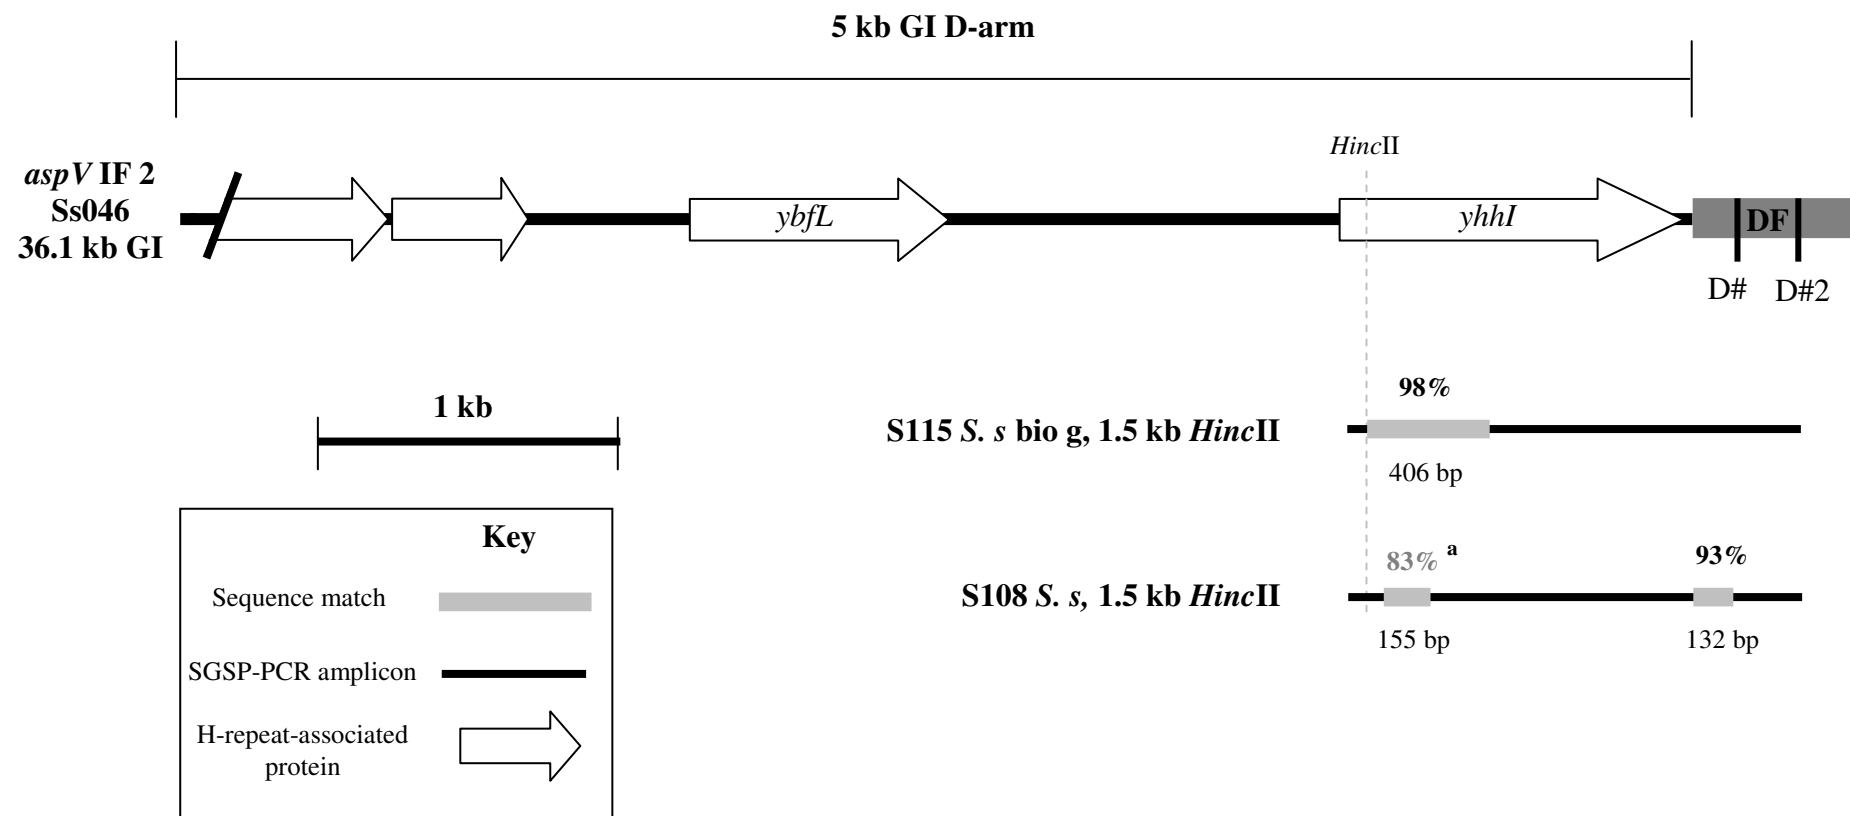 5 kb GI D-arm
HincII
aspV IF 2
Ss046
36.1 kb GI
ybfL
yhhI
DF
D#
D#2
1 kb
98%
S115 S. s bio g, 1.5 kb HincII
406 bp
83% a
93%
S108 S. s, 1.5 kb HincII
155 bp
132 bp
Key
Sequence match
SGSP-PCR amplicon
H-repeat-associated
protein